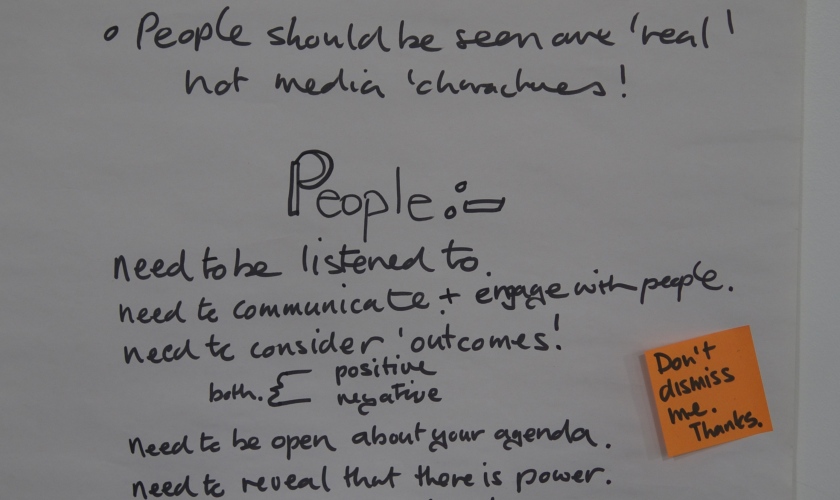 • People should be seen are 'real'
not media 'charachues!
People :-
need to be listened to.
need to communicate + engage with people.
need to consider 'outcomes!
both. { positive
negative
need to be open about your agenda.
need to reveal that there is power.
Don't
dismiss
me.
Thanks.